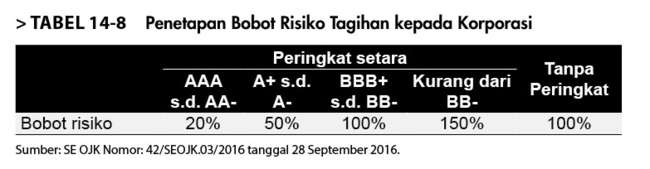 > TABEL 14-8 Penetapan Bobot Risiko Tagihan kepada Korporasi
Peringkat setara
Tanpa Peringkat
AAA s.d. AA-
A+ s.d. A-
BBB+ s.d. BB-
Kurang dari BB-
Bobot risiko 20% 50% 100% 150% 100%
Sumber: SE OJK Nomor: 42/SEOJK.03/2016 tanggal 28 September 2016.